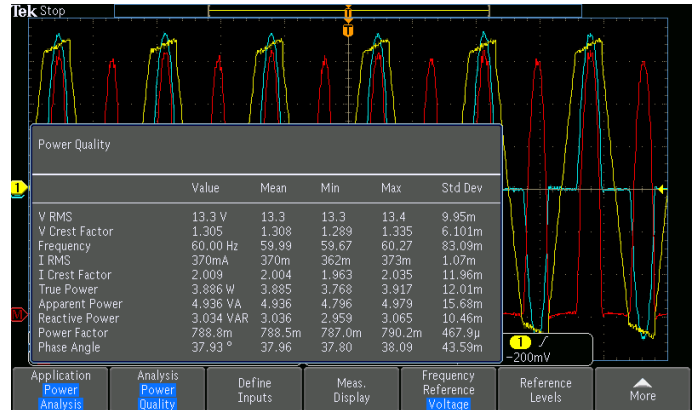 Tek Stop
T
T
Power Quality
Value Mean Min Max Std Dev
1
V RMS 13.3 V 13.3 13.3 13.4 9.95m
V Crest Factor 1.305 1.308 1.289 1.335 6.101m
Frequency 60.00 Hz 59.99 59.67 60.27 83.09m
I RMS 370mA 370m 362m 373m 1.07m
I Crest Factor 2.009 2.004 1.963 2.035 11.96m
True Power 3.886 W 3.885 3.768 3.917 12.01m
Apparent Power 4.936 VA 4.936 4.796 4.979 15.68m
Reactive Power 3.034 VAR 3.036 2.959 3.065 10.46m
M
Power Factor 788.8m 788.5m 787.0m 790.2m 467.9µ
Phase Angle 37.93 ° 37.96 37.80 38.09 43.59m
1
-200mV
Application
Power
Analysis
Analysis
Power
Quality
Define
Inputs
Meas.
Display
Frequency
Reference
Voltage
Reference
Levels
More